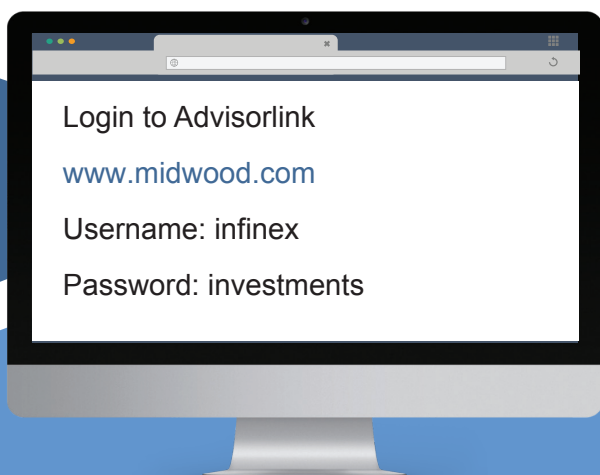 Login to Advisorlink
www.midwood.com
Username: infinex
Password: investments